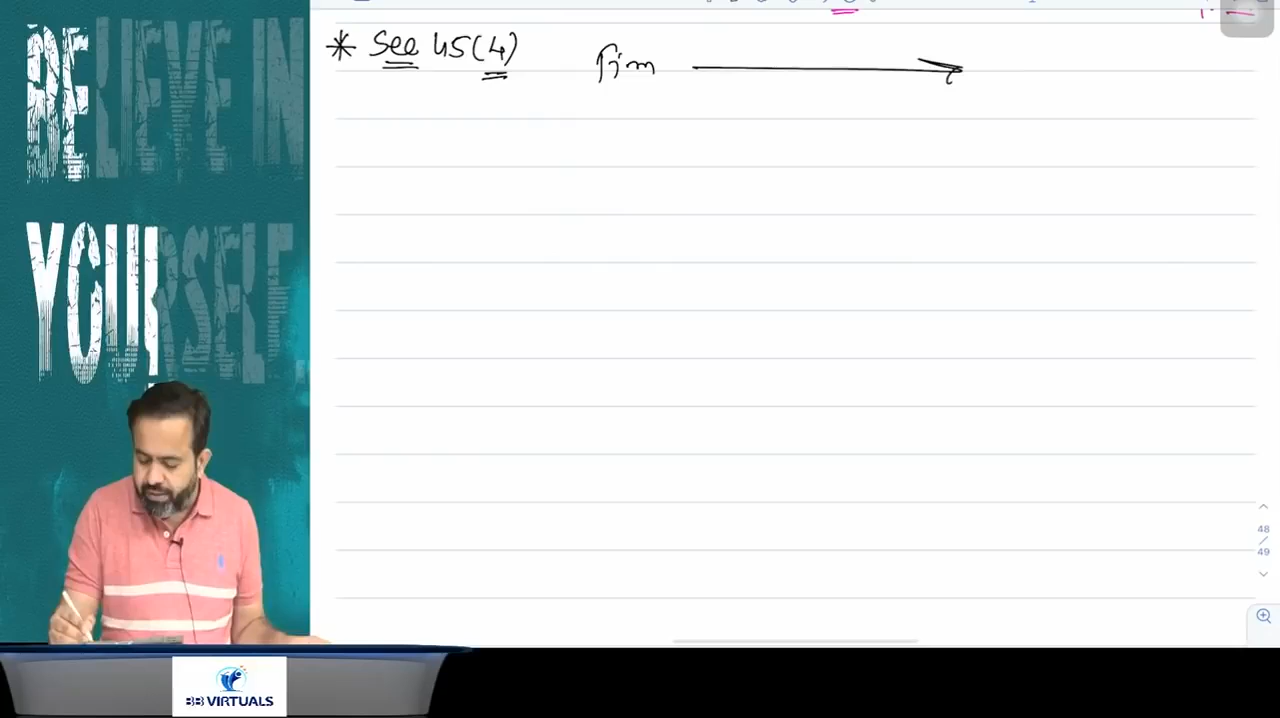 BELIEVE IN
YOURSELF.
* See 45(4) firm
48
/
49
BB VIRTUALS